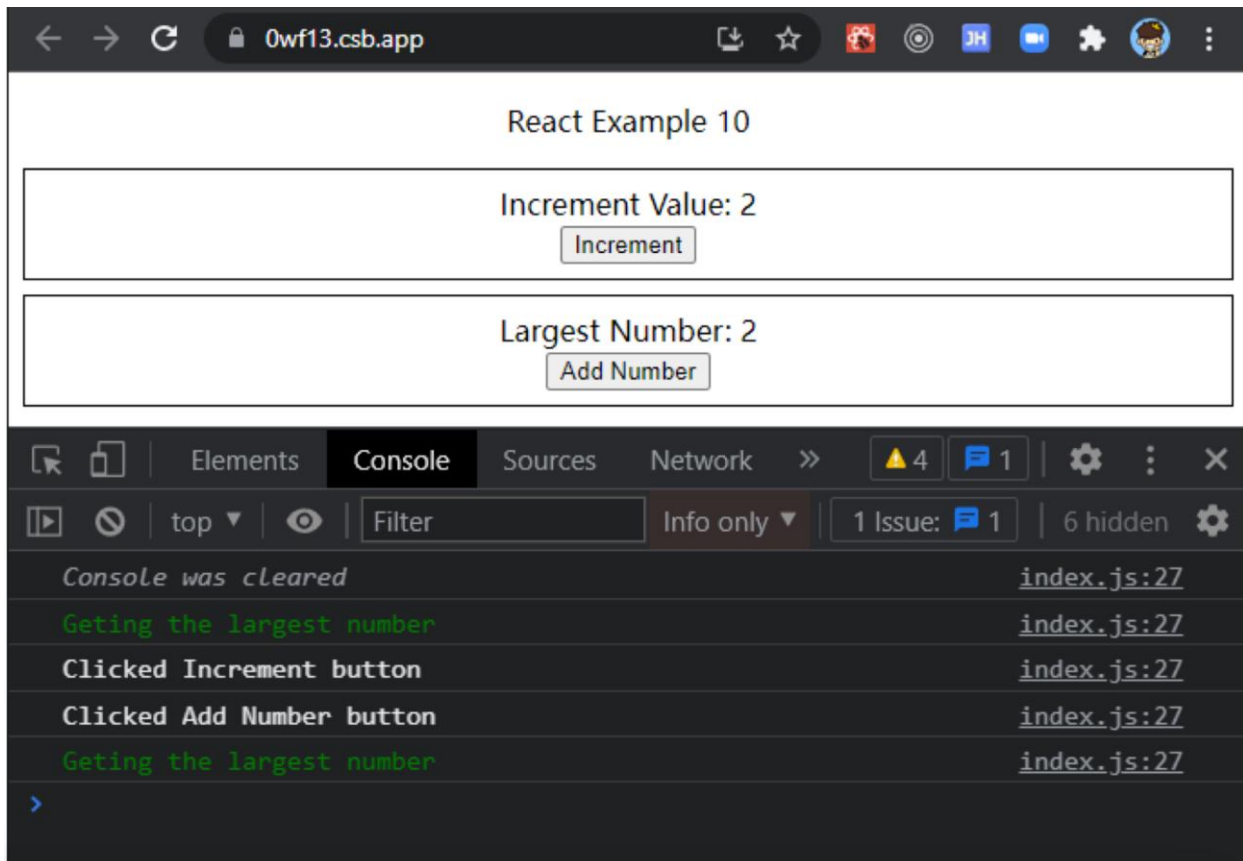 0wf13.csb.app
JH
React Example 10
Increment Value: 2
Increment
Largest Number: 2
Add Number
Elements Console Sources Network » 4 1
top Filter Info only 1 Issue: 1 6 hidden
Console was cleared index.js:27
Geting the largest number index.js:27
Clicked Increment button index.js:27
Clicked Add Number button index.js:27
Geting the largest number index.js:27